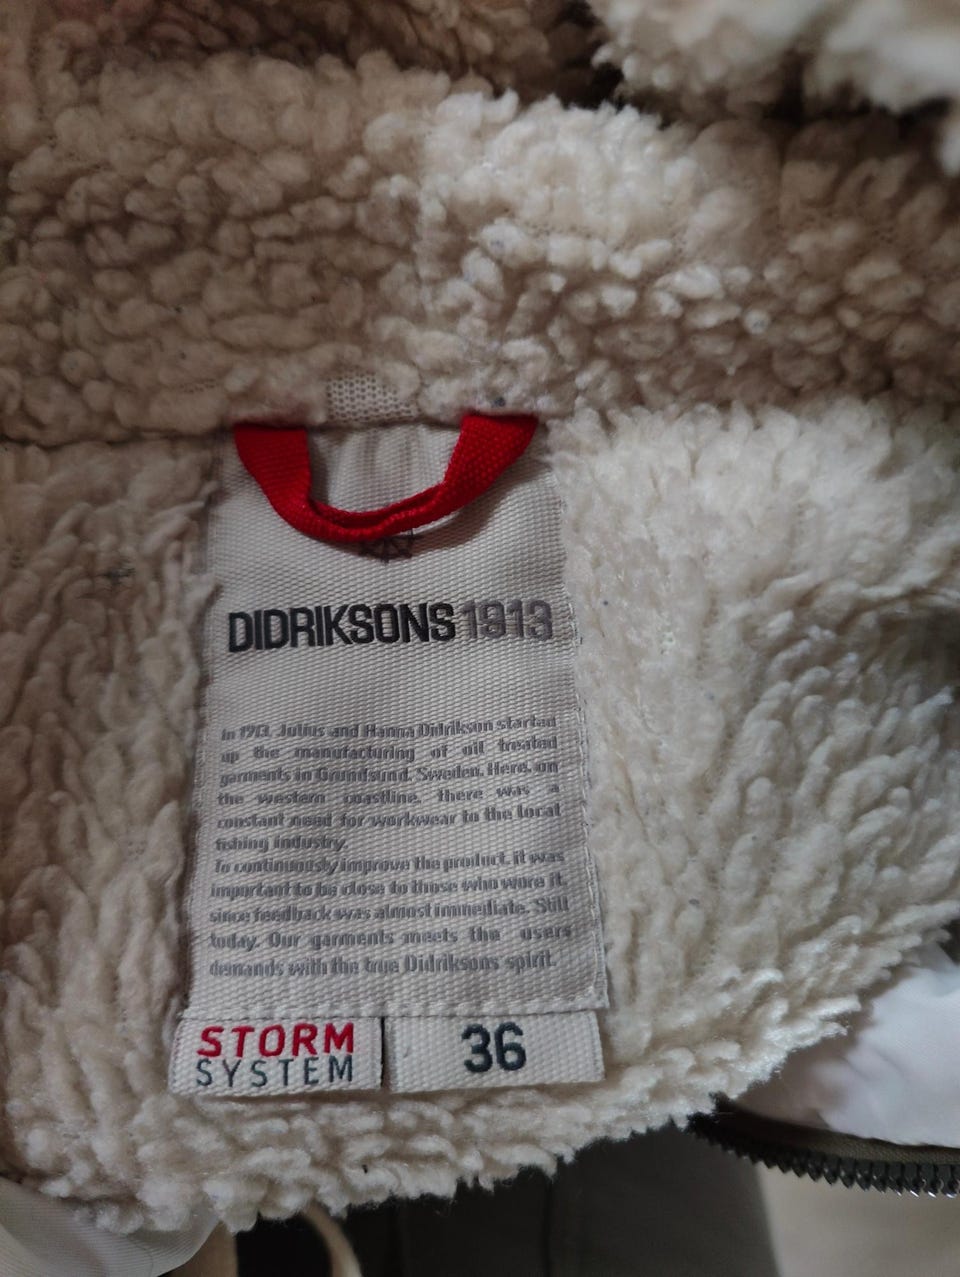 DIDRIKSONS1913
In 1913, Julius and Hanna Didrikson started
up the manufacturing of oil treated
garments in Grundsund, Sweden. Here, on
the western coastline, there was a
constant need for workwear to the local
fishing industry.
To continuously improve the product, it was
important to be close to those who wore it,
since feedback was almost immediate. Still
today. Our garments meets the users
demands with the true Didriksons spirit.
STORM
SYSTEM
36